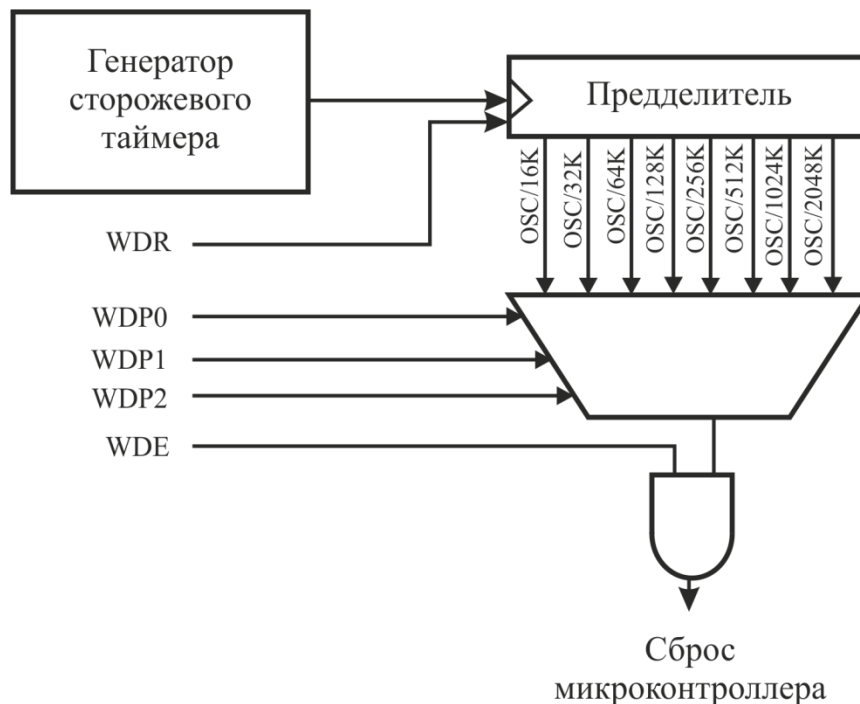 Генератор
сторожевого
таймера
Предделитель
OSC/16K
OSC/32K
OSC/64K
OSC/128K
OSC/256K
OSC/512K
OSC/1024K
OSC/2048K
WDR
WDP0
WDP1
WDP2
WDE
Сброс
микроконтроллера